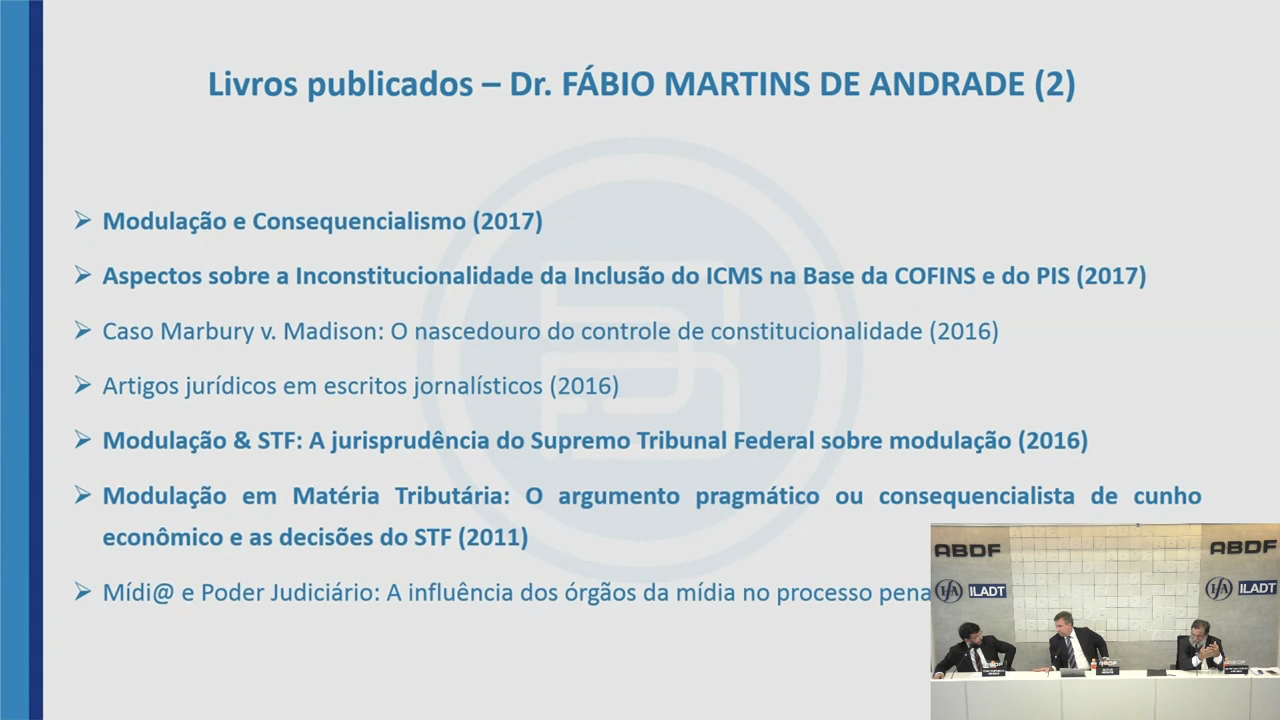 Livros publicados – Dr. FÁBIO MARTINS DE ANDRADE (2)
Modulação e Consequencialismo (2017)
Aspectos sobre a Inconstitucionalidade da Inclusão do ICMS na Base da COFINS e do PIS (2017)
Caso Marbury v. Madison: O nascedouro do controle de constitucionalidade (2016)
Artigos jurídicos em escritos jornalísticos (2016)
Modulação & STF: A jurisprudência do Supremo Tribunal Federal sobre modulação (2016)
Modulação em Matéria Tributária: O argumento pragmático ou consequencialista de cunho
econômico e as decisões do STF (2011)
Mídi@ e Poder Judiciário: A influência dos órgãos da mídia no processo pena
ABDF
ABDF
IFA ILADT
IFA ILADT